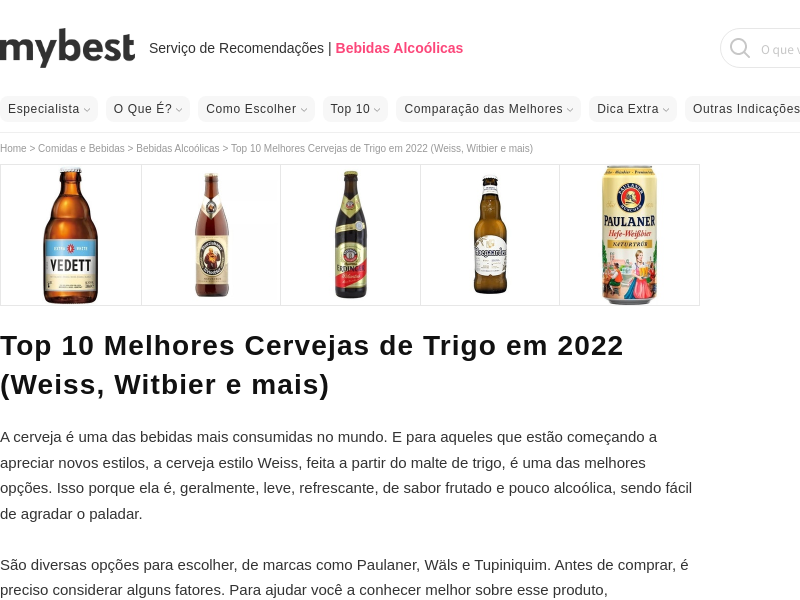 mybest Serviço de Recomendações | Bebidas Alcoólicas
O que v
Especialista O Que É? Como Escolher Top 10 Comparação das Melhores Dica Extra Outras Indicações
Home > Comidas e Bebidas > Bebidas Alcoólicas > Top 10 Melhores Cervejas de Trigo em 2022 (Weiss, Witbier e mais)
EXTRA WHITE
VEDETT
ERDINGER
Hoegaarden
PAULANER
MÜNCHEN
PAULANER
Hefe-Weißbier
NATURTRÜB
Top 10 Melhores Cervejas de Trigo em 2022
(Weiss, Witbier e mais)
A cerveja é uma das bebidas mais consumidas no mundo. E para aqueles que estão começando a
apreciar novos estilos, a cerveja estilo Weiss, feita a partir do malte de trigo, é uma das melhores
opções. Isso porque ela é, geralmente, leve, refrescante, de sabor frutado e pouco alcoólica, sendo fácil
de agradar o paladar.
São diversas opções para escolher, de marcas como Paulaner, Wäls e Tupiniquim. Antes de comprar, é
preciso considerar alguns fatores. Para ajudar você a conhecer melhor sobre esse produto,